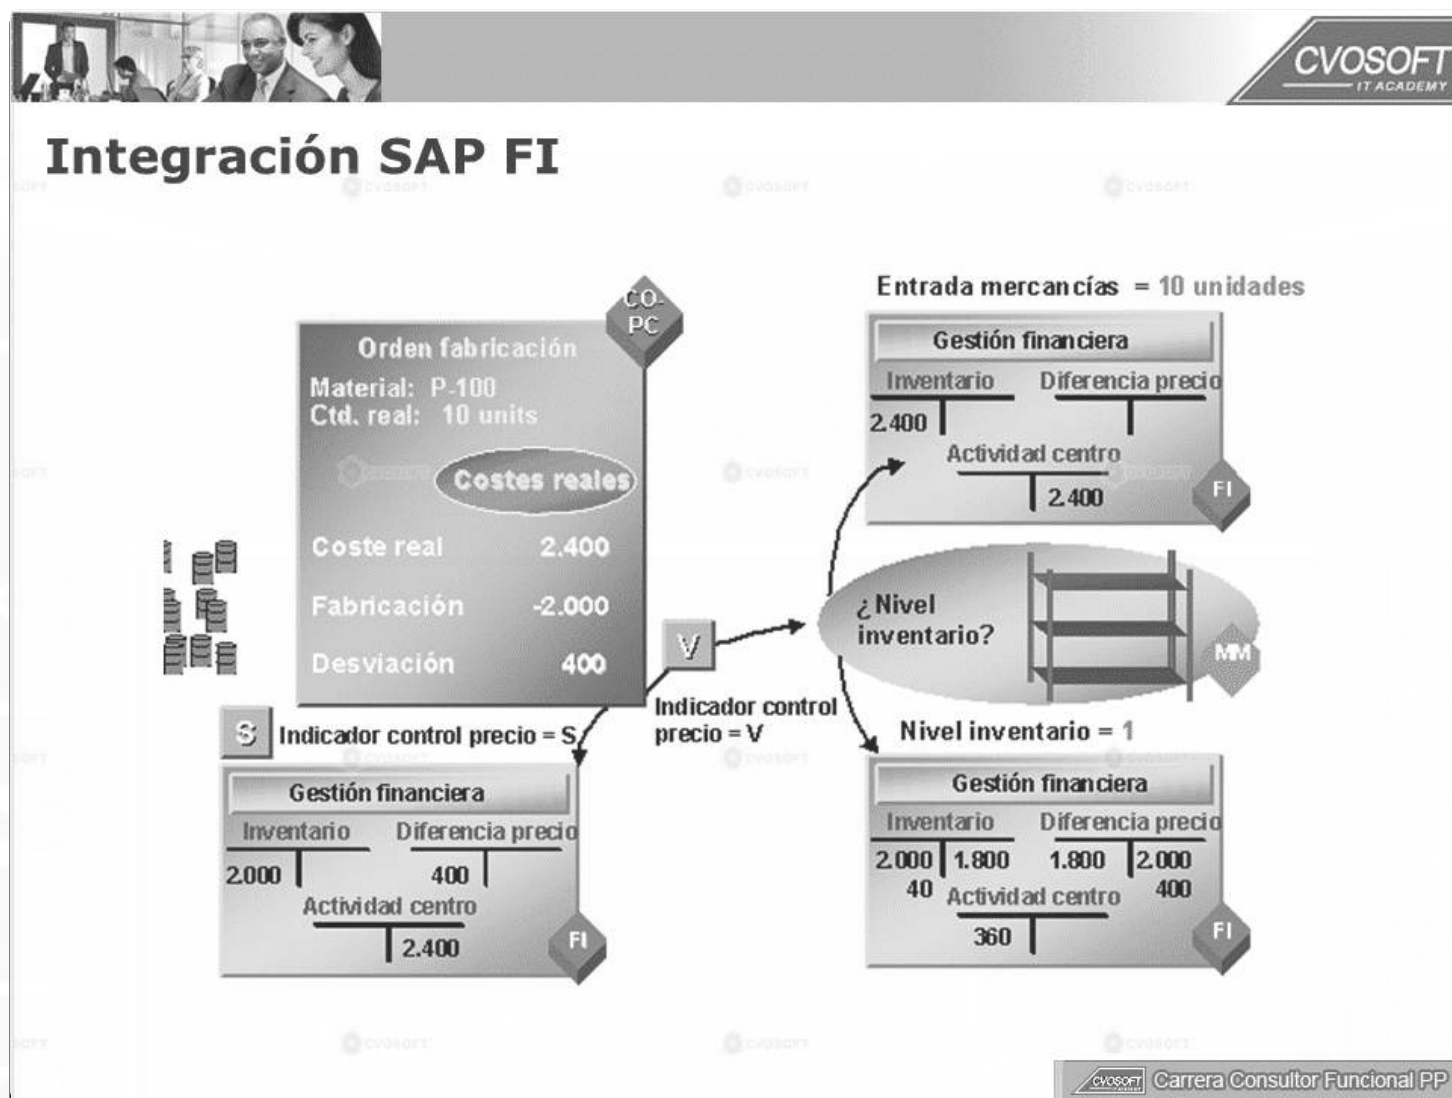 CVOSOFT
IT ACADEMY
Integración SAP FI
CO-
PC
Orden fabricación
Material: P-100
Ctd. real: 10 units
Costes reales
Coste real 2.400
Fabricación -2.000
Desviación 400
S
Indicador control precio = S
V
Indicador control
precio = V
Gestión financiera
Inventario Diferencia precio
2.000 400
Actividad centro
2.400
FI
Entrada mercancías = 10 unidades
Gestión financiera
Inventario Diferencia precio
2.400
Actividad centro
2.400
FI
¿Nivel
inventario?
MM
Nivel inventario = 1
Gestión financiera
Inventario Diferencia precio
2.000 1.800 1.800 2.000
40 400
Actividad centro
360
FI
CVOSOFT Carrera Consultor Funcional PP